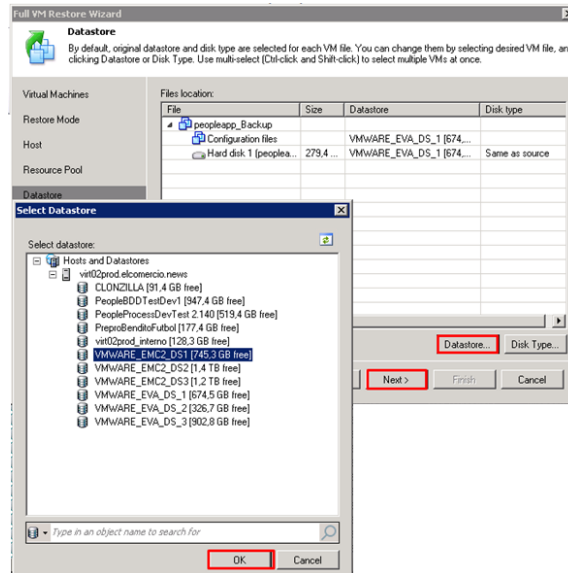 Full VM Restore Wizard
Datastore
By default, original datastore and disk type are selected for each VM file. You can change them by selecting desired VM file, an
clicking Datastore or Disk Type. Use multi-select (Ctrl-click and Shift-click) to select multiple VMs at once.
Virtual Machines
Restore Mode
Host
Resource Pool
Datastore
Files location:
File Size Datastore Disk type
peopleapp_Backup
Configuration files VMWARE_EVA_DS_1 [674,...
Hard disk 1 (peoplea... 279,4 ... VMWARE_EVA_DS_1 [674,... Same as source
Datastore... Disk Type...
Next > Finish Cancel
Select Datastore
Select datastore:
Hosts and Datastores
virt02prod.elcomercio.news
CLONZILLA [91,4 GB free]
PeopleBDDTestDev1 [947,4 GB free]
PeopleProcessDevTest 2.140 [519,4 GB free]
PreproBenditoFutbol [177,4 GB free]
virt02prod_interno [128,3 GB free]
VMWARE_EMC2_DS1 [745,3 GB free]
VMWARE_EMC2_DS2 [1,4 TB free]
VMWARE_EMC2_DS3 [1,2 TB free]
VMWARE_EVA_DS_1 [674,5 GB free]
VMWARE_EVA_DS_2 [326,7 GB free]
VMWARE_EVA_DS_3 [902,8 GB free]
Type in an object name to search for
OK Cancel